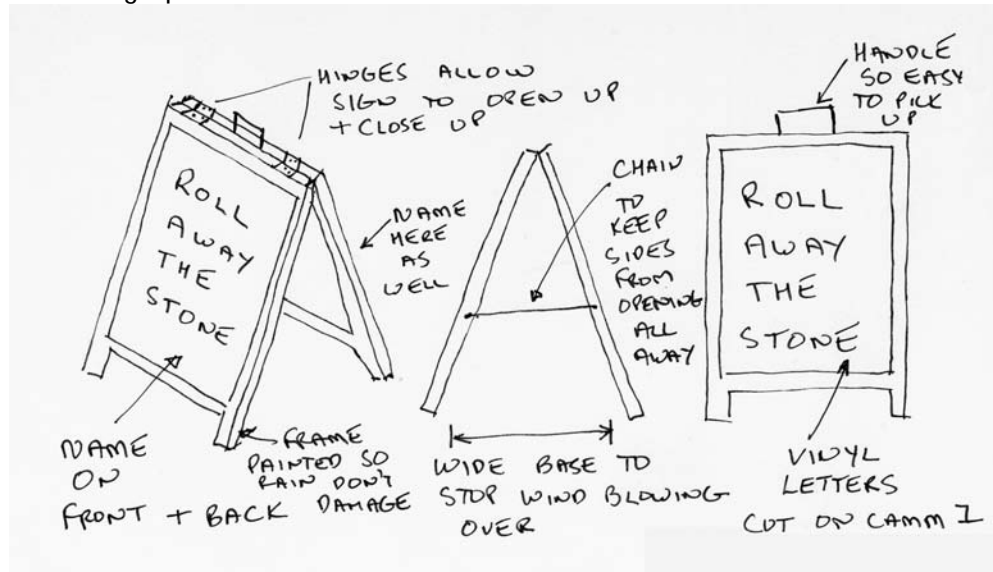 HINGES ALLOW
SIGN TO OPEN UP
+ CLOSE UP
ROLL
AWAY
THE
STONE
NAME
HERE
AS
WELL
NAME
ON
FRONT + BACK
FRAME
PAINTED SO
RAIN DON'T
DAMAGE
CHAIN
TO
KEEP
SIDES
FROM
OPENING
ALL
AWAY
WIDE BASE TO
STOP WIND BLOWING
OVER
HANDLE
SO EASY
TO PICK
UP
ROLL
AWAY
THE
STONE
VINYL
LETTERS
CUT ON CAMM 1